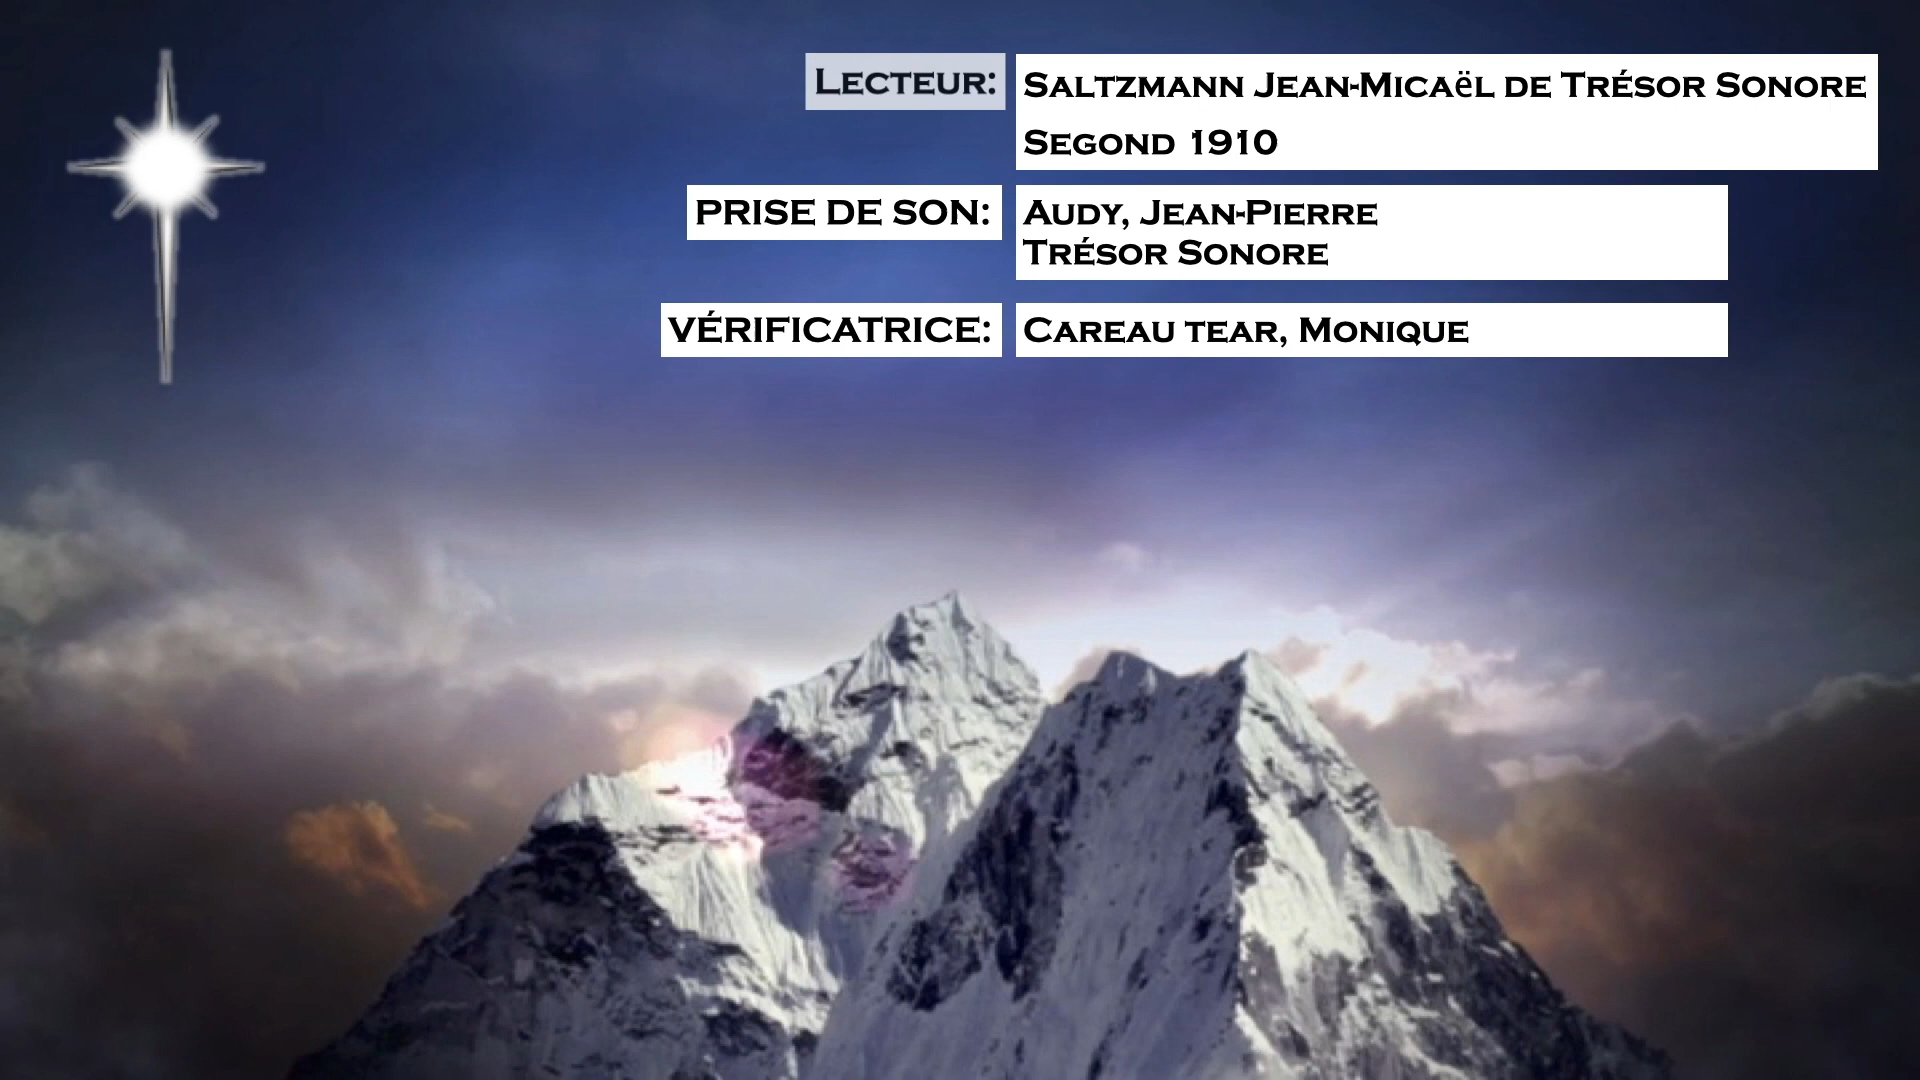 Lecteur: Saltzmann Jean-Micaël de Trésor Sonore
Segond 1910
PRISE DE SON: Audy, Jean-Pierre
Trésor Sonore
VÉRIFICATRICE: Careau tear, Monique